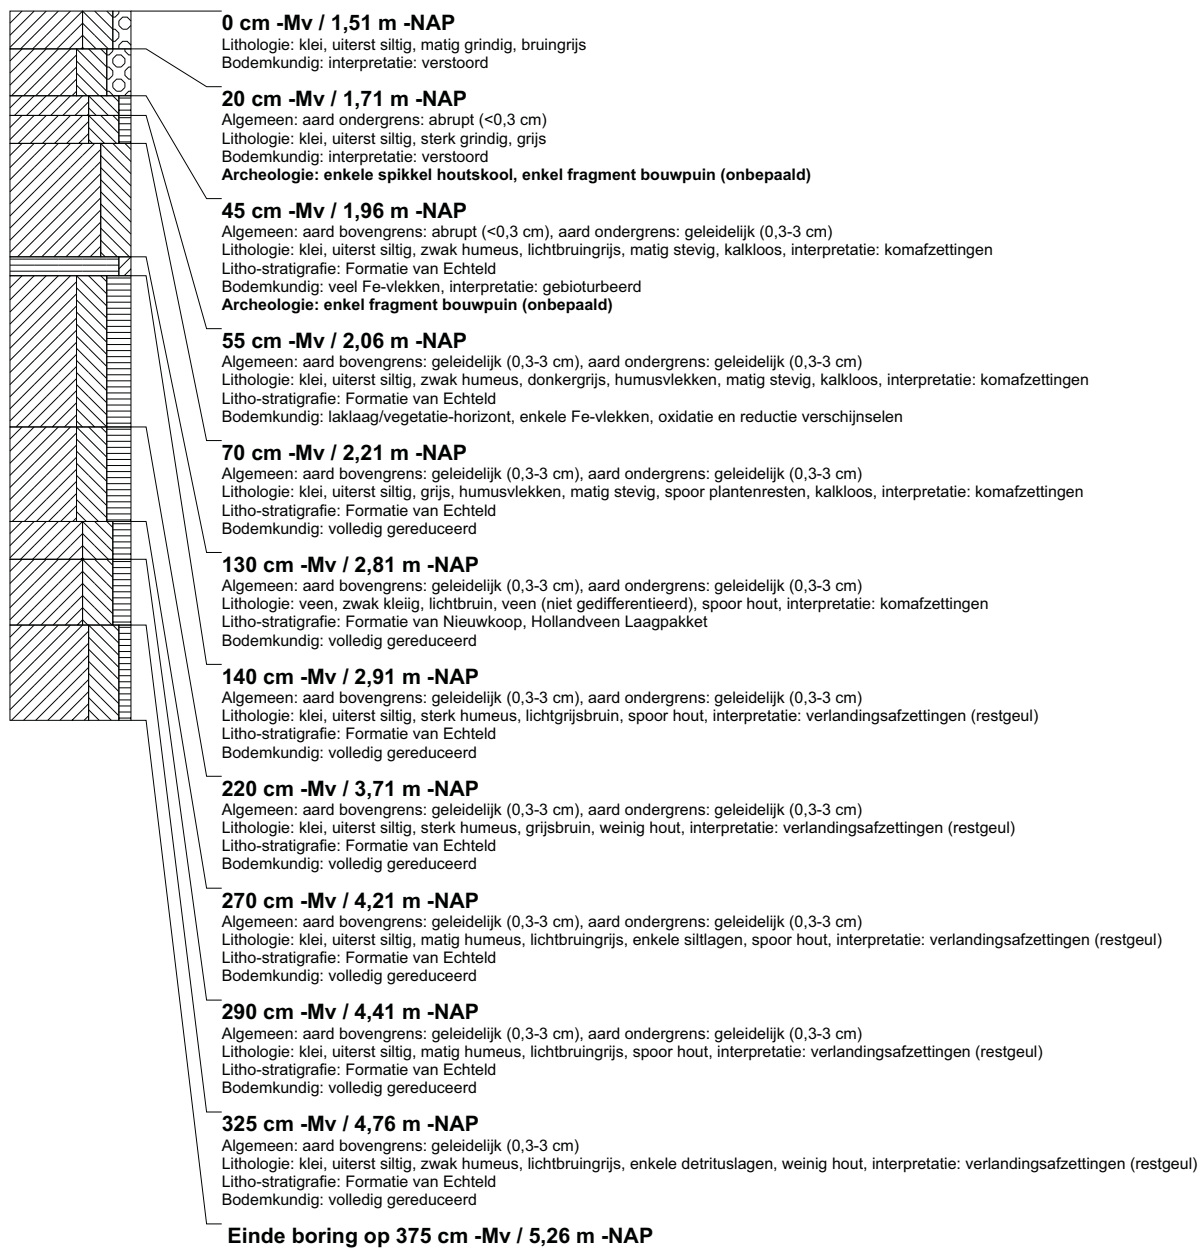 0 cm -Mv / 1,51 m -NAP
Lithologie: klei, uiterst siltig, matig grindig, bruingrijs
Bodemkundig: interpretatie: verstoord
20 cm -Mv / 1,71 m -NAP
Algemeen: aard ondergrens: abrupt (<0,3 cm)
Lithologie: klei, uiterst siltig, sterk grindig, grijs
Bodemkundig: interpretatie: verstoord
Archeologie: enkele spikkel houtskool, enkel fragment bouwpuin (onbepaald)
45 cm -Mv / 1,96 m -NAP
Algemeen: aard bovengrens: abrupt (<0,3 cm), aard ondergrens: geleidelijk (0,3-3 cm)
Lithologie: klei, uiterst siltig, zwak humeus, lichtbruingrijs, matig stevig, kalkloos, interpretatie: komafzettingen
Litho-stratigrafie: Formatie van Echteld
Bodemkundig: veel Fe-vlekken, interpretatie: gebioturbeerd
Archeologie: enkel fragment bouwpuin (onbepaald)
55 cm -Mv / 2,06 m -NAP
Algemeen: aard bovengrens: geleidelijk (0,3-3 cm), aard ondergrens: geleidelijk (0,3-3 cm)
Lithologie: klei, uiterst siltig, zwak humeus, donkergrijs, humusvlekken, matig stevig, kalkloos, interpretatie: komafzettingen
Litho-stratigrafie: Formatie van Echteld
Bodemkundig: laklaag/vegetatie-horizont, enkele Fe-vlekken, oxidatie en reductie verschijnselen
70 cm -Mv / 2,21 m -NAP
Algemeen: aard bovengrens: geleidelijk (0,3-3 cm), aard ondergrens: geleidelijk (0,3-3 cm)
Lithologie: klei, uiterst siltig, grijs, humusvlekken, matig stevig, spoor plantenresten, kalkloos, interpretatie: komafzettingen
Litho-stratigrafie: Formatie van Echteld
Bodemkundig: volledig gereduceerd
130 cm -Mv / 2,81 m -NAP
Algemeen: aard bovengrens: geleidelijk (0,3-3 cm), aard ondergrens: geleidelijk (0,3-3 cm)
Lithologie: veen, zwak kleiig, lichtbruin, veen (niet gedifferentieerd), spoor hout, interpretatie: komafzettingen
Litho-stratigrafie: Formatie van Nieuwkoop, Hollandveen Laagpakket
Bodemkundig: volledig gereduceerd
140 cm -Mv / 2,91 m -NAP
Algemeen: aard bovengrens: geleidelijk (0,3-3 cm), aard ondergrens: geleidelijk (0,3-3 cm)
Lithologie: klei, uiterst siltig, sterk humeus, lichtgrijsbruin, spoor hout, interpretatie: verlandingsafzettingen (restgeul)
Litho-stratigrafie: Formatie van Echteld
Bodemkundig: volledig gereduceerd
220 cm -Mv / 3,71 m -NAP
Algemeen: aard bovengrens: geleidelijk (0,3-3 cm), aard ondergrens: geleidelijk (0,3-3 cm)
Lithologie: klei, uiterst siltig, sterk humeus, grijsbruin, weinig hout, interpretatie: verlandingsafzettingen (restgeul)
Litho-stratigrafie: Formatie van Echteld
Bodemkundig: volledig gereduceerd
270 cm -Mv / 4,21 m -NAP
Algemeen: aard bovengrens: geleidelijk (0,3-3 cm), aard ondergrens: geleidelijk (0,3-3 cm)
Lithologie: klei, uiterst siltig, matig humeus, lichtbruingrijs, enkele siltlagen, spoor hout, interpretatie: verlandingsafzettingen (restgeul)
Litho-stratigrafie: Formatie van Echteld
Bodemkundig: volledig gereduceerd
290 cm -Mv / 4,41 m -NAP
Algemeen: aard bovengrens: geleidelijk (0,3-3 cm), aard ondergrens: geleidelijk (0,3-3 cm)
Lithologie: klei, uiterst siltig, matig humeus, lichtbruingrijs, spoor hout, interpretatie: verlandingsafzettingen (restgeul)
Litho-stratigrafie: Formatie van Echteld
Bodemkundig: volledig gereduceerd
325 cm -Mv / 4,76 m -NAP
Algemeen: aard bovengrens: geleidelijk (0,3-3 cm)
Lithologie: klei, uiterst siltig, zwak humeus, lichtbruingrijs, enkele detrituslagen, weinig hout, interpretatie: verlandingsafzettingen (restgeul)
Litho-stratigrafie: Formatie van Echteld
Bodemkundig: volledig gereduceerd
Einde boring op 375 cm -Mv / 5,26 m -NAP